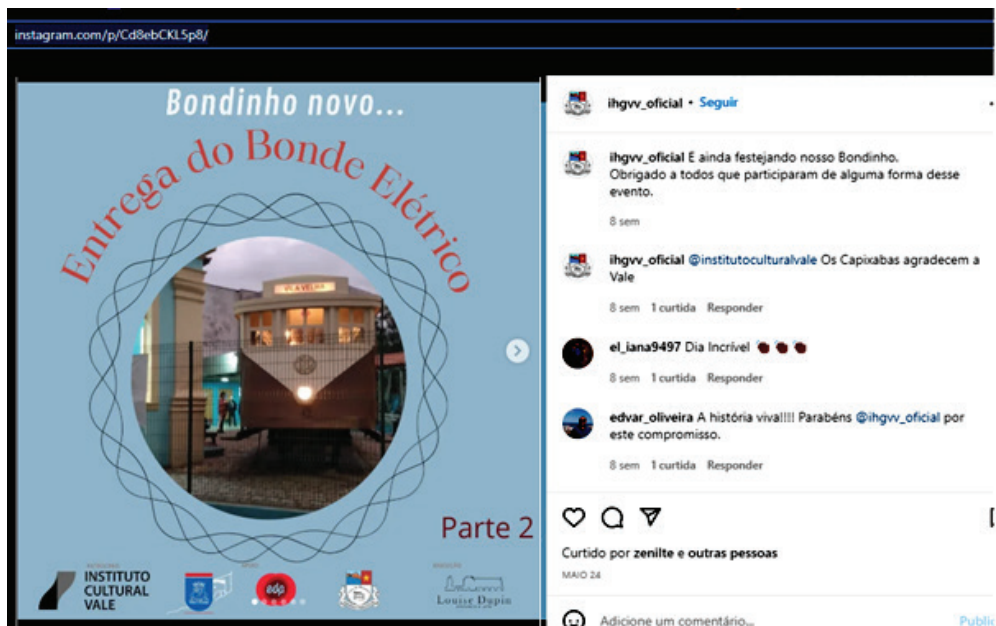 instagram.com/p/Cd8ebCKL5p8/
Bondinho novo...
Entrega do Bonde Elétrico
VILA VELHA
Parte 2
INSTITUTO
CULTURAL
VALE
edp
Louise Dupin
ihgvv_oficial • Seguir
ihgvv_oficial E ainda festejando nosso Bondinho.
Obrigado a todos que participaram de alguma forma desse
evento.
8 sem
ihgvv_oficial @institutoculturalvale Os Capixabas agradecem a
Vale
8 sem 1 curtida Responder
el_iana9497 Dia Incrível
8 sem 1 curtida Responder
edvar_oliveira A história viva!!!! Parabéns @ihgvv_oficial por
este compromisso.
8 sem 1 curtida Responder
Curtido por zenilte e outras pessoas
MAIO 24
Adicione um comentário...
Public